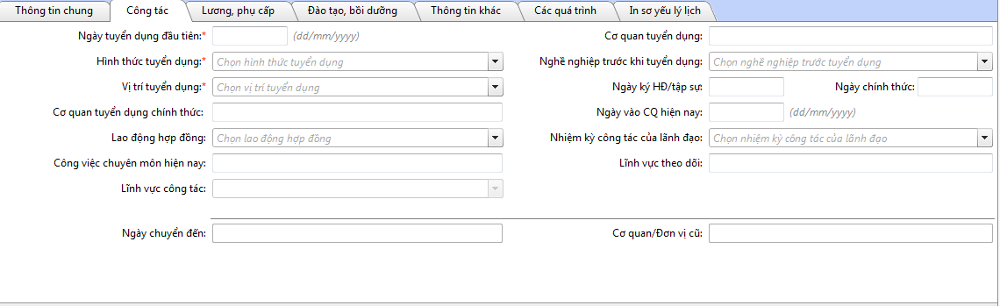 Thông tin chung Công tác Lương, phụ cấp Đào tạo, bồi dưỡng Thông tin khác Các quá trình In sơ yếu lý lịch
Ngày tuyển dụng đầu tiên:* (dd/mm/yyyy) Cơ quan tuyển dụng:
Hình thức tuyển dụng:* Chọn hình thức tuyển dụng Nghề nghiệp trước khi tuyển dụng: Chọn nghề nghiệp trước tuyển dụng
Vị trí tuyển dụng:* Chọn vị trí tuyển dụng Ngày ký HĐ/tập sự: Ngày chính thức:
Cơ quan tuyển dụng chính thức: Ngày vào CQ hiện nay: (dd/mm/yyyy)
Lao động hợp đồng: Chọn lao động hợp đồng Nhiệm kỳ công tác của lãnh đạo: Chọn nhiệm kỳ công tác của lãnh đạo
Công việc chuyên môn hiện nay: Lĩnh vực theo dõi:
Lĩnh vực công tác:
Ngày chuyển đến: Cơ quan/Đơn vị cũ: